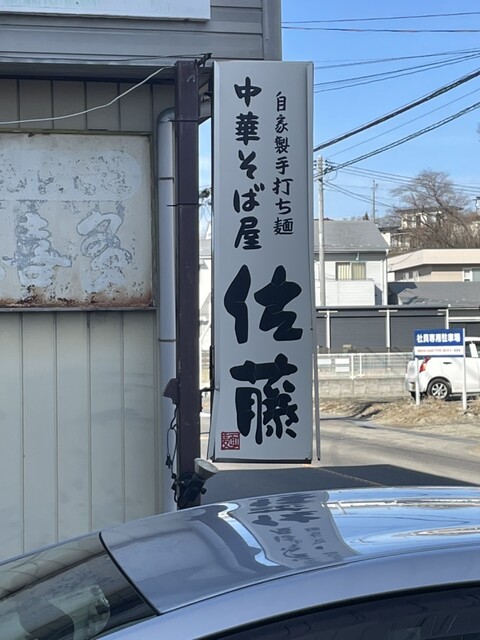 自家製手打ち麺
中華そば屋
佐藤
社員専用駐車場